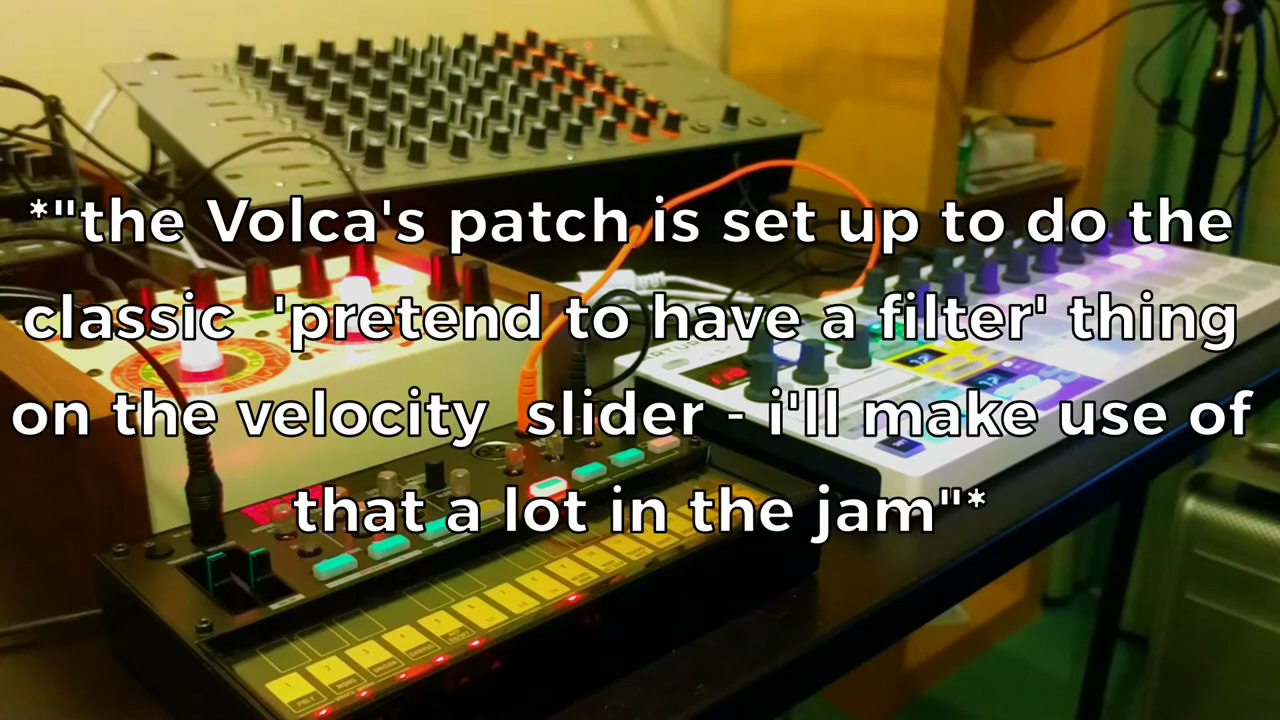 *"the Volca's patch is set up to do the
classic 'pretend to have a filter' thing
on the velocity slider - i'll make use of
that a lot in the jam"*